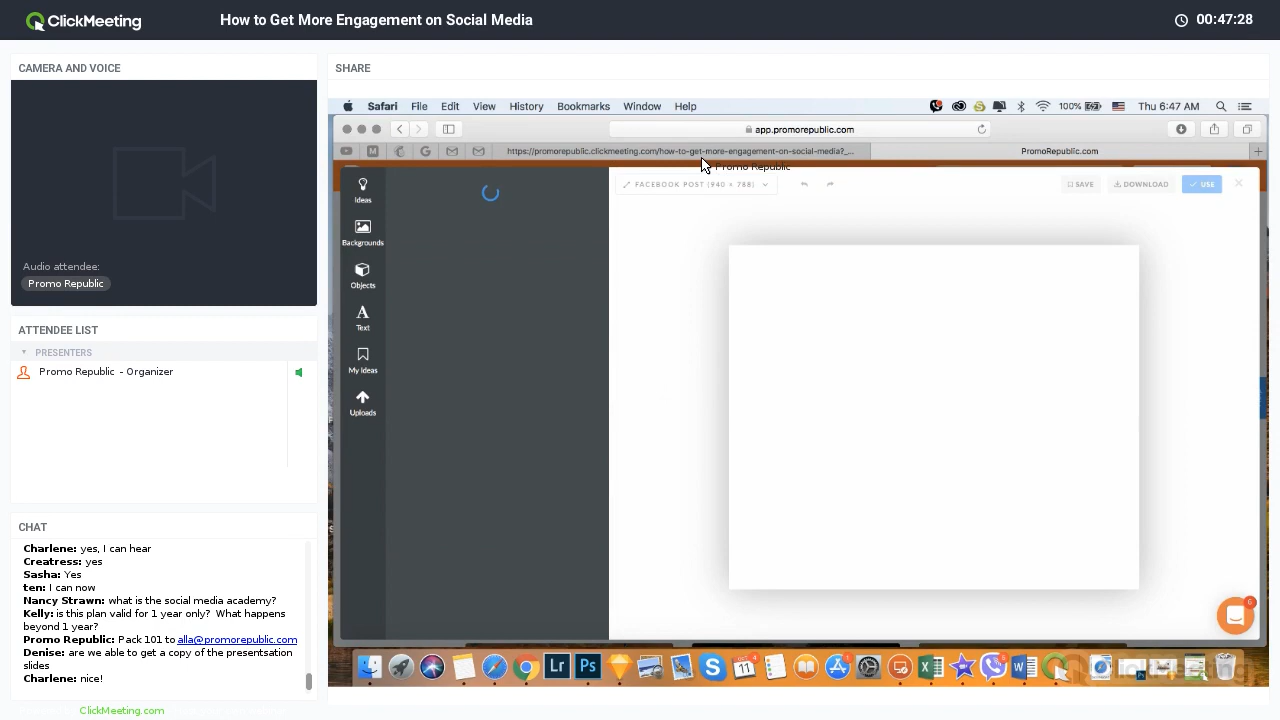 ClickMeeting
How to Get More Engagement on Social Media
00:47:28
CAMERA AND VOICE
Audio attendee:
Promo Republic
ATTENDEE LIST
PRESENTERS
Promo Republic - Organizer
CHAT
Charlene: yes, I can hear
Creatress: yes
Sasha: Yes
ten: I can now
Nancy Strawn: what is the social media academy?
Kelly: is this plan valid for 1 year only? What happens
beyond 1 year?
Promo Republic: Pack 101 to alla@promorepublic.com
Denise: are we able to get a copy of the presentsation
slides
Charlene: nice!
ClickMeeting.com
SHARE
Safari File Edit View History Bookmarks Window Help
100% Thu 6:47 AM
app.promorepublic.com
https://promorepublic.clickmeeting.com/how-to-get-more-engagement-on-social-media?_...
PromoRepublic.com
Promo Republic
FACEBOOK POST (940 × 788)
SAVE DOWNLOAD USE
Ideas
Backgrounds
Objects
Text
My Ideas
Uploads
6
Lr Ps